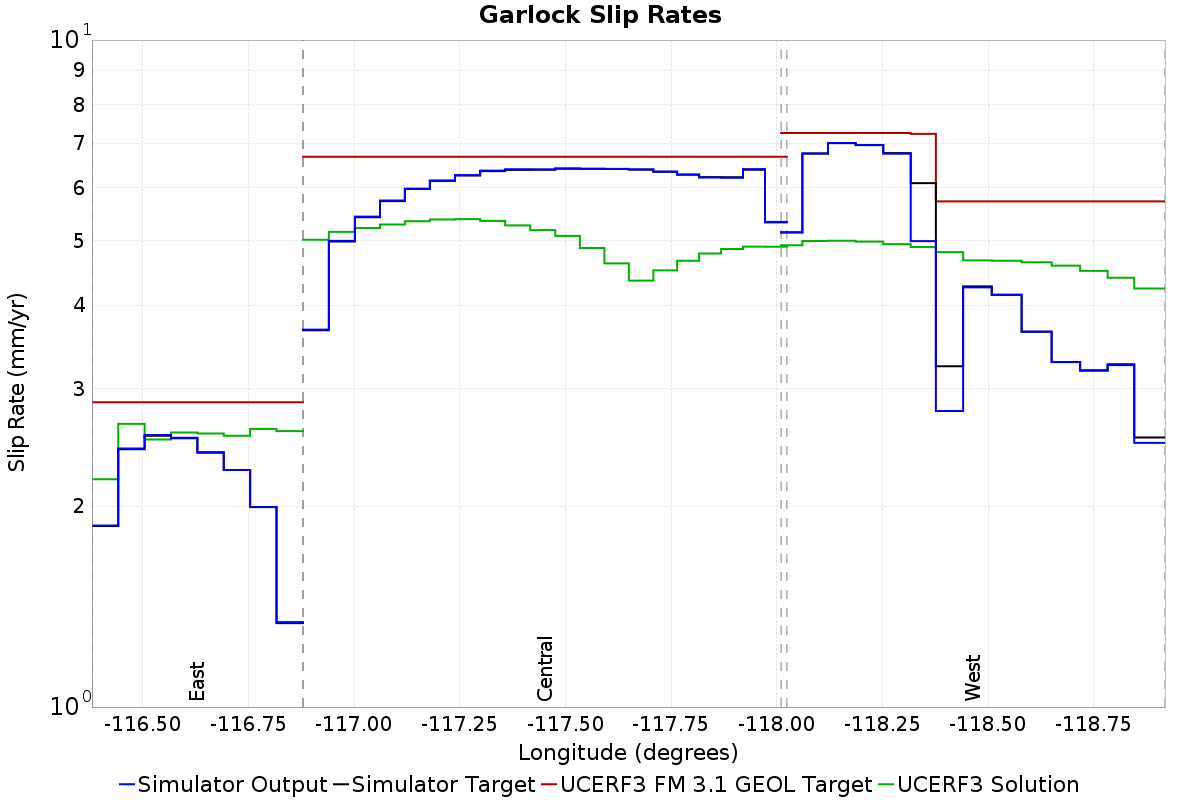 Garlock Slip Rates
10^1
9
8
7
6
5
4
3
2
10^0
Slip Rate (mm/yr)
East
Central
West
-116.50 -116.75 -117.00 -117.25 -117.50 -117.75 -118.00 -118.25 -118.50 -118.75
Longitude (degrees)
Simulator Output Simulator Target UCERF3 FM 3.1 GEOL Target UCERF3 Solution